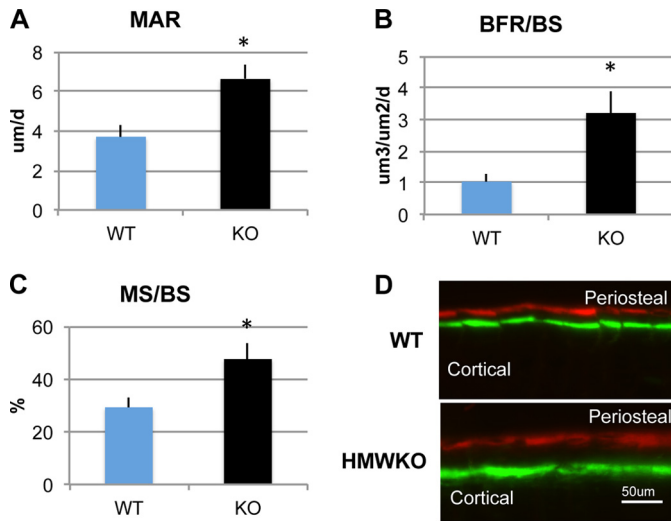 A
MAR
um/d
8
6
4
2
0
*
WT
KO
B
BFR/BS
um3/um2/d
5
4
3
2
1
0
*
WT
KO
C
MS/BS
%
60
40
20
0
*
WT
KO
D
WT
Periosteal
Cortical
HMWKO
Periosteal
Cortical
50um